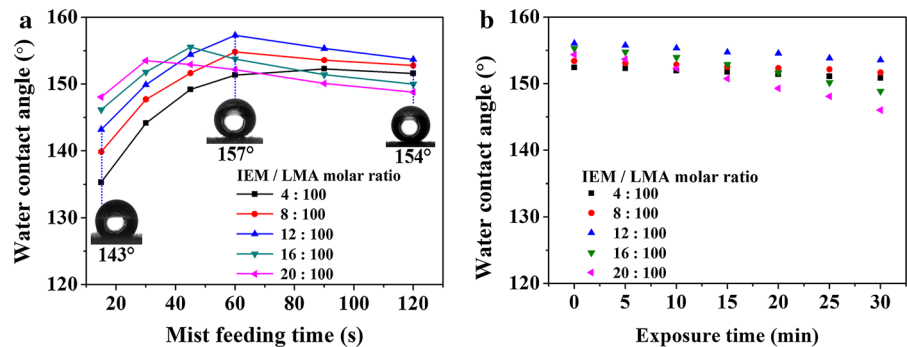 a
Water contact angle (°)
160
150
140
130
120
143°
157°
154°
IEM / LMA molar ratio
4 : 100
8 : 100
12 : 100
16 : 100
20 : 100
20
40
60
80
100
120
Mist feeding time (s)
b
Water contact angle (°)
160
150
140
130
120
IEM / LMA molar ratio
4 : 100
8 : 100
12 : 100
16 : 100
20 : 100
0
5
10
15
20
25
30
Exposure time (min)